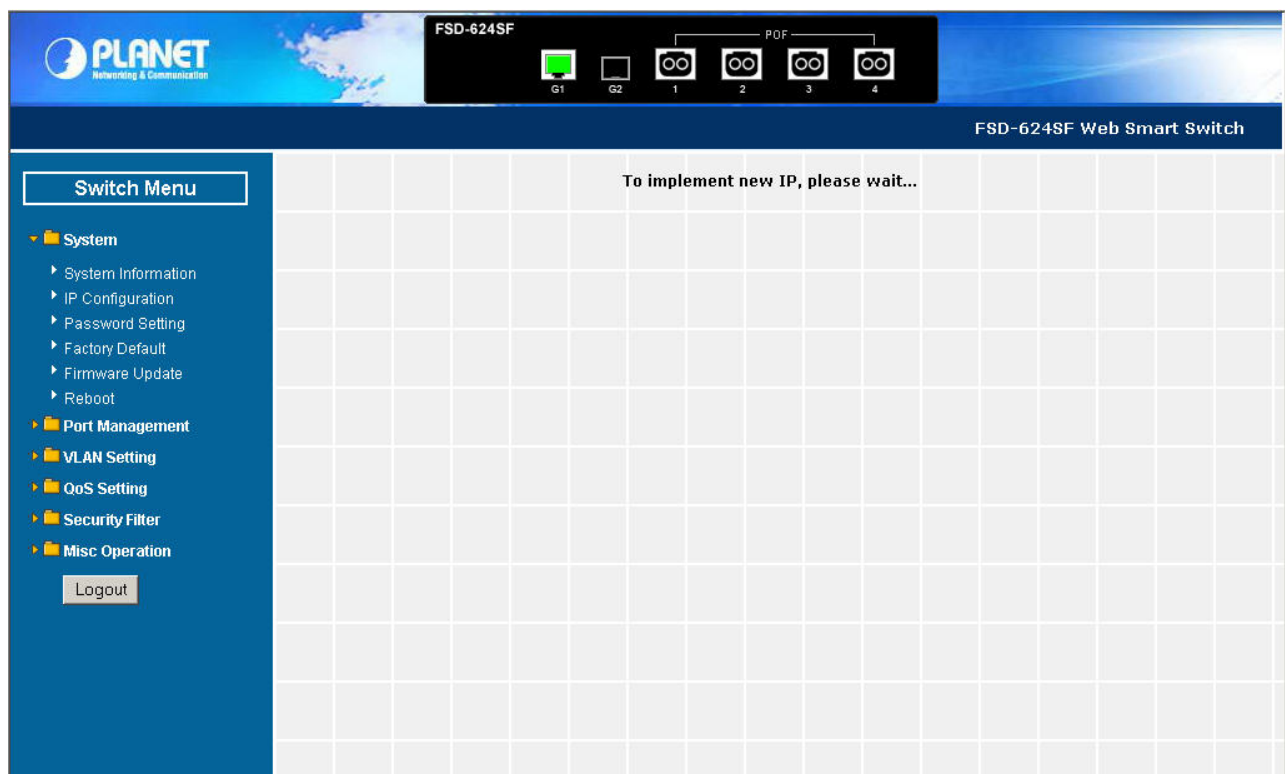 PLANET
Networking & Communication
FSD-624SF
POF
G1 G2 1 2 3 4
FSD-624SF Web Smart Switch
Switch Menu
To implement new IP, please wait...
System
System Information
IP Configuration
Password Setting
Factory Default
Firmware Update
Reboot
Port Management
VLAN Setting
QoS Setting
Security Filter
Misc Operation
Logout